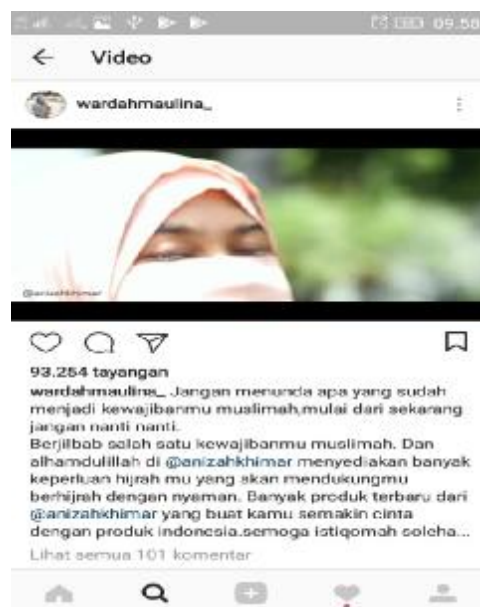 09.58
Video
wardahmaulina_
@anizahkhimar
93.254 tayangan
wardahmaulina_ Jangan menunda apa yang sudah
menjadi kewajibanmu muslimah,mulai dari sekarang
jangan nanti nanti.
Berjilbab salah satu kewajibanmu muslimah. Dan
alhamdulillah di @anizahkhimar menyediakan banyak
keperluan hijrah mu yang akan mendukungmu
berhijrah dengan nyaman. Banyak produk terbaru dari
@anizahkhimar yang buat kamu semakin cinta
dengan produk indonesia.semoga istiqomah soleha...
Lihat semua 101 komentar